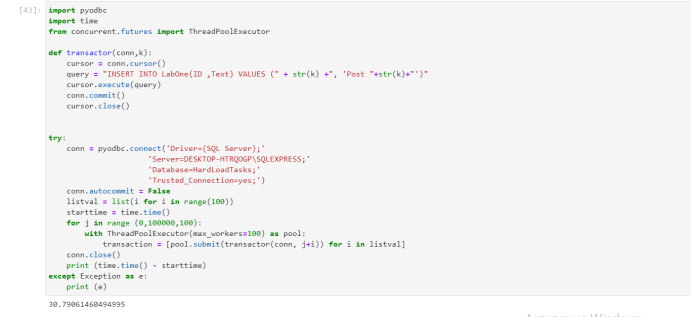 [43]: import pyodbc
import time
from concurrent.futures import ThreadPoolExecutor
def transactor(conn,k):
cursor = conn.cursor()
query = "INSERT INTO LabOne(ID ,Text) VALUES (" + str(k) +", 'Post "+str(k)+"')"
cursor.execute(query)
conn.commit()
cursor.close()
try:
conn = pyodbc.connect('Driver={SQL Server};'
'Server=DESKTOP-HTRQOGP\SQLEXPRESS;'
'Database=HardLoadTasks;'
'Trusted_Connection=yes;')
conn.autocommit = False
listval = list(i for i in range(100))
starttime = time.time()
for j in range (0,100000,100):
with ThreadPoolExecutor(max_workers=100) as pool:
transaction = [pool.submit(transactor(conn, j+i)) for i in listval]
conn.close()
print (time.time() - starttime)
except Exception as e:
print (e)
30.79061460494995